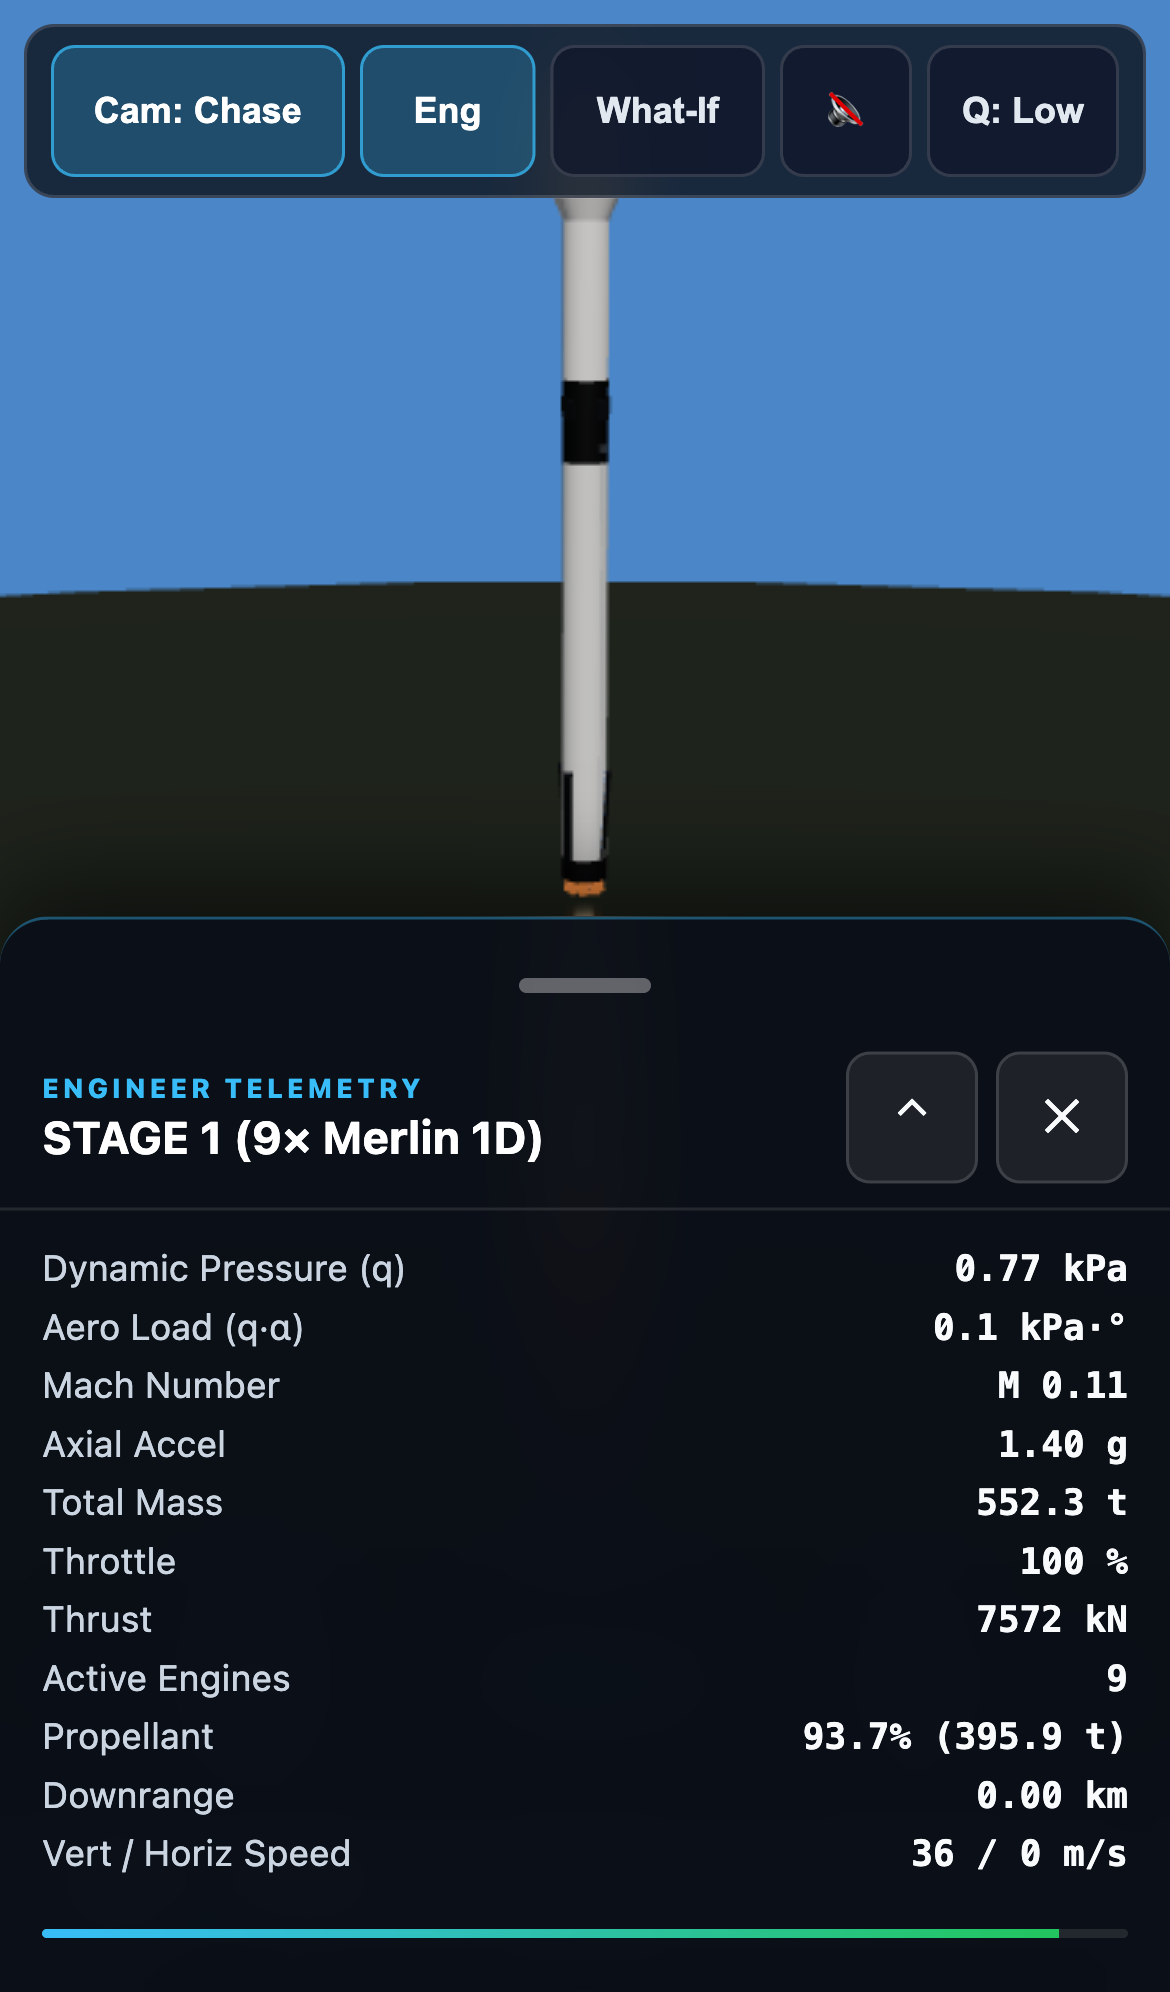 Cam: Chase Eng What-If Q: Low
ENGINEER TELEMETRY
STAGE 1 (9× Merlin 1D)
Dynamic Pressure (q) 0.77 kPa
Aero Load (q·α) 0.1 kPa·°
Mach Number M 0.11
Axial Accel 1.40 g
Total Mass 552.3 t
Throttle 100 %
Thrust 7572 kN
Active Engines 9
Propellant 93.7% (395.9 t)
Downrange 0.00 km
Vert / Horiz Speed 36 / 0 m/s